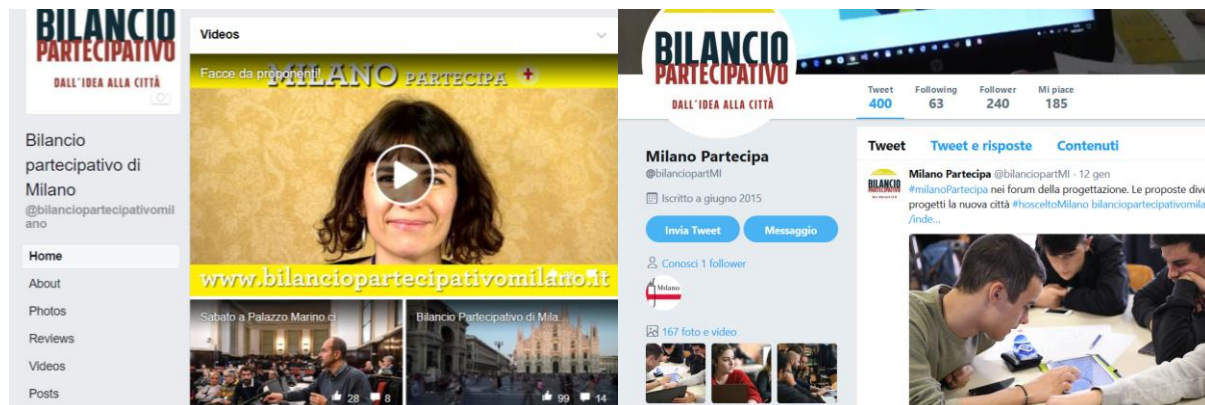 BILANCIO
PARTECIPATIVO
DALL'IDEA ALLA CITTÀ
Bilancio
partecipativo di
Milano
@bilanciopartecipativomil
ano
Home
About
Photos
Reviews
Videos
Posts
Videos
Facce da proponenti!
MILANO PARTECIPA
www.bilanciopartecipativomilano.it
Sabato a Palazzo Marino ci
28 8
Bilancio Partecipativo di Mila...
99 14
BILANCIO
PARTECIPATIVO
DALL'IDEA ALLA CITTÀ
Tweet Following Follower Mi piace
400 63 240 185
Milano Partecipa
@bilanciopartMI
Iscritto a giugno 2015
Invia Tweet Messaggio
Conosci 1 follower
Milano
167 foto e video
Tweet Tweet e risposte Contenuti
BILANCIO
Milano Partecipa @bilanciopartMI · 12 gen
#milanoPartecipa nei forum della progettazione. Le proposte dive
progetti la nuova città #hosceltoMilano bilanciopartecipativomila
/inde...